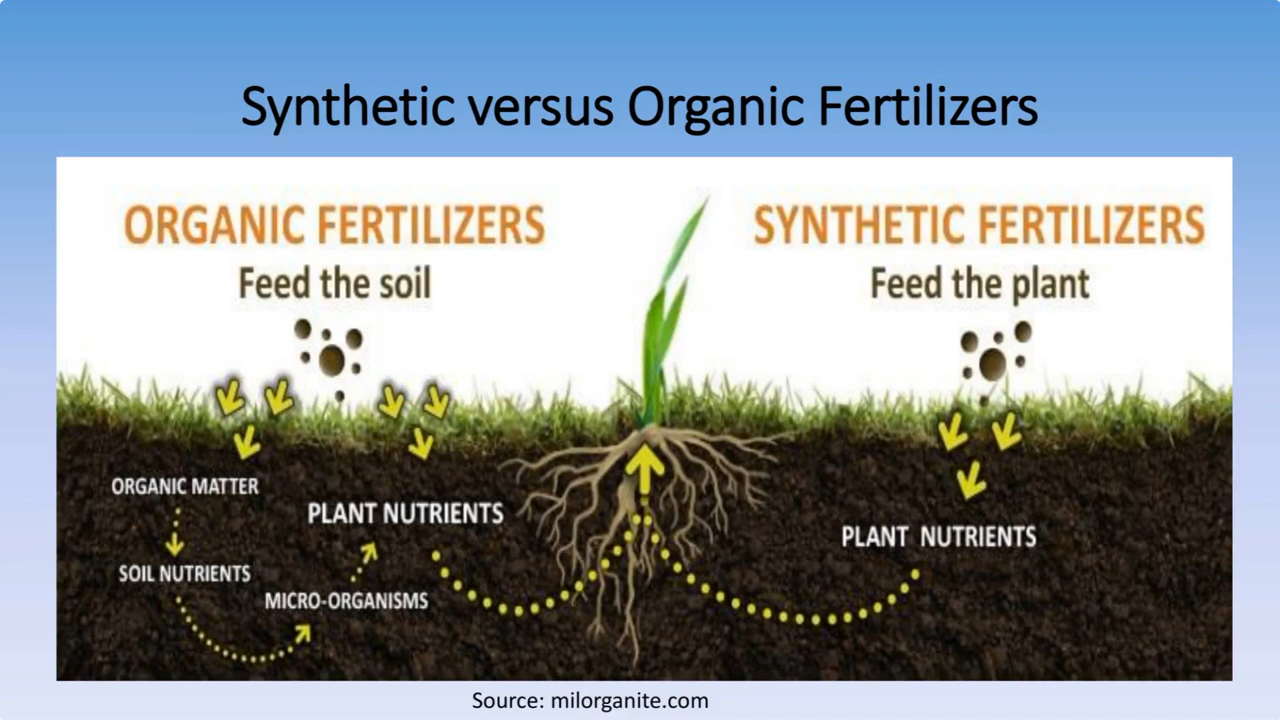 Synthetic versus Organic Fertilizers
ORGANIC FERTILIZERS
Feed the soil
ORGANIC MATTER
SOIL NUTRIENTS
MICRO-ORGANISMS
PLANT NUTRIENTS
SYNTHETIC FERTILIZERS
Feed the plant
PLANT NUTRIENTS
Source: milorganite.com